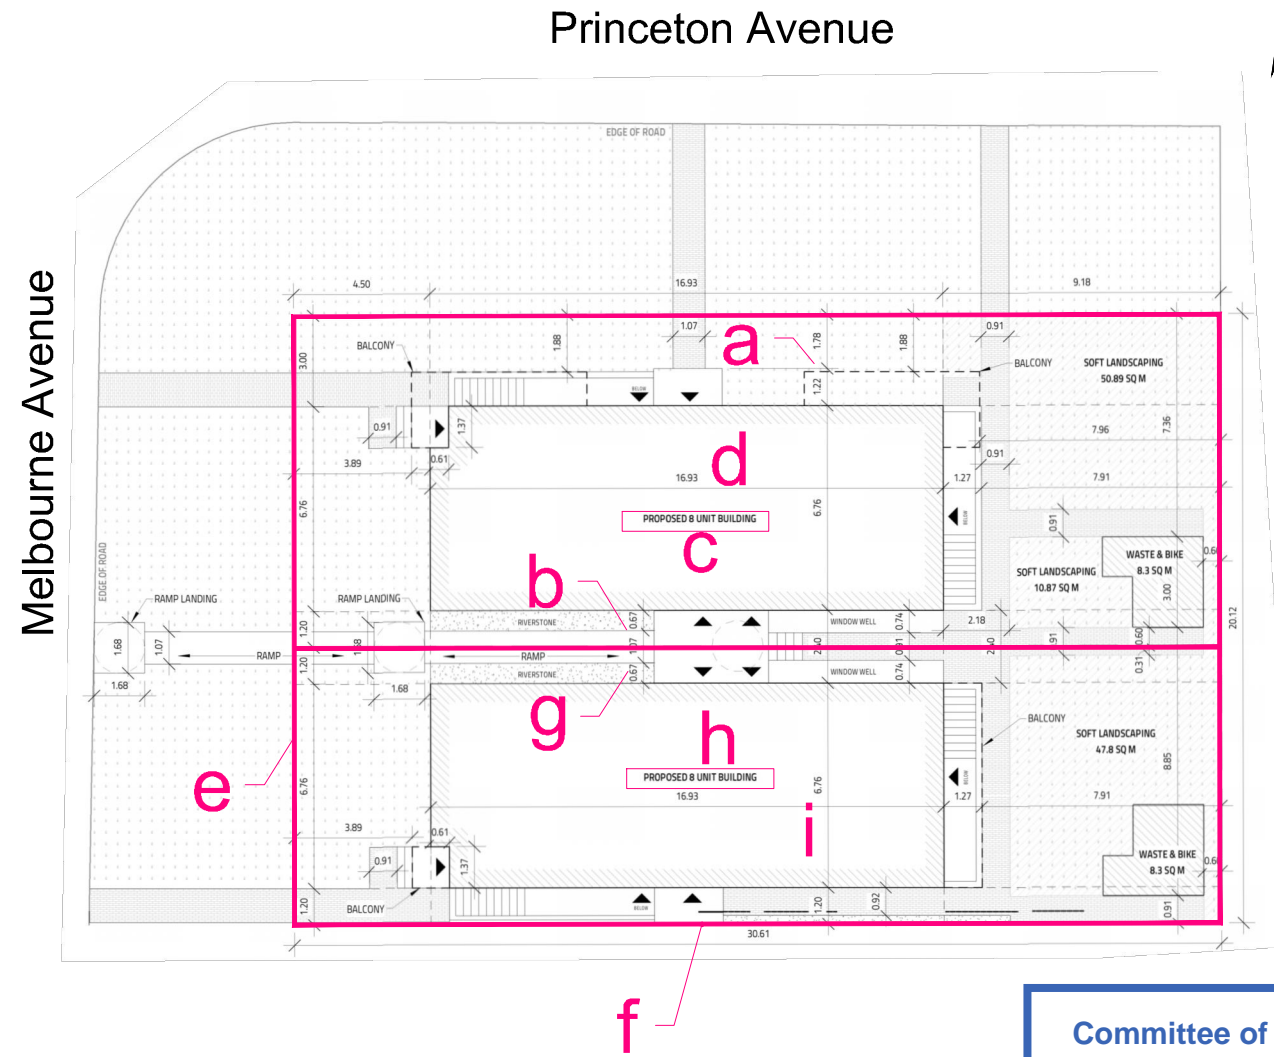 Princeton Avenue
Melbourne Avenue
EDGE OF ROAD
4.50
16.93
9.18
1.07
a
1.78
1.88
1.88
0.91
BALCONY
3.00
BALCONY
SOFT LANDSCAPING
50.89 SQ M
1.22
BELOW
0.91
1.37
7.96
7.36
3.89
0.61
d
0.91
16.93
1.27
7.91
6.76
6.76
PROPOSED 8 UNIT BUILDING
BELOW
0.91
c
WASTE & BIKE
8.3 SQ M
EDGE OF ROAD
b
SOFT LANDSCAPING
10.87 SQ M
3.00
RAMP LANDING
RAMP LANDING
1.20
RIVERSTONE
0.67
WINDOW WELL
0.74
2.18
20.12
1.68
1.07
RAMP
RAMP
2.50
0.91
2.50
0.91
0.60
1.20
RIVERSTONE
0.67
WINDOW WELL
0.74
0.31
1.68
1.68
g
h
BALCONY
SOFT LANDSCAPING
47.8 SQ M
e
6.76
PROPOSED 8 UNIT BUILDING
16.93
6.76
BELOW
1.27
7.91
8.85
i
3.89
0.61
0.91
1.37
WASTE & BIKE
8.3 SQ M
BALCONY
1.20
BELOW
1.20
0.92
0.91
30.61
f
Committee of